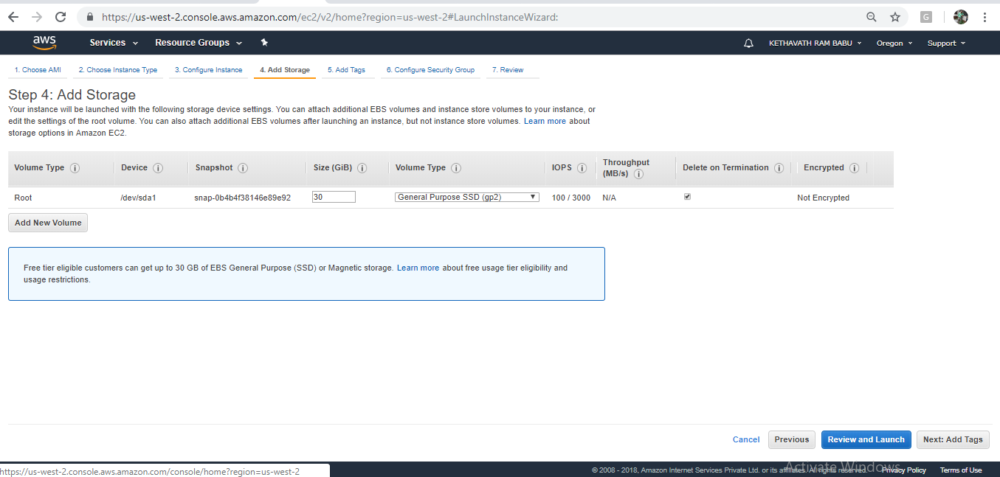 https://us-west-2.console.aws.amazon.com/ec2/v2/home?region=us-west-2#LaunchInstanceWizard:
G
aws Services Resource Groups KETHAVATH RAM BABU Oregon Support
1. Choose AMI 2. Choose Instance Type 3. Configure Instance 4. Add Storage 5. Add Tags 6. Configure Security Group 7. Review
Step 4: Add Storage
Your instance will be launched with the following storage device settings. You can attach additional EBS volumes and instance store volumes to your instance, or
edit the settings of the root volume. You can also attach additional EBS volumes after launching an instance, but not instance store volumes. Learn more about
storage options in Amazon EC2.
Volume Type i Device i Snapshot i Size (GiB) i Volume Type i IOPS i Throughput (MB/s) i Delete on Termination i Encrypted i
Root /dev/sda1 snap-0b4b4f38146e89e92 30 General Purpose SSD (gp2) 100 / 3000 N/A Not Encrypted
Add New Volume
Free tier eligible customers can get up to 30 GB of EBS General Purpose (SSD) or Magnetic storage. Learn more about free usage tier eligibility and
usage restrictions.
Cancel Previous Review and Launch Next: Add Tags
https://us-west-2.console.aws.amazon.com/console/home?region=us-west-2
© 2008 - 2018, Amazon Internet Services Private Ltd. or its affiliates. All rights reserved. Privacy Policy Terms of Use
Activate Windows